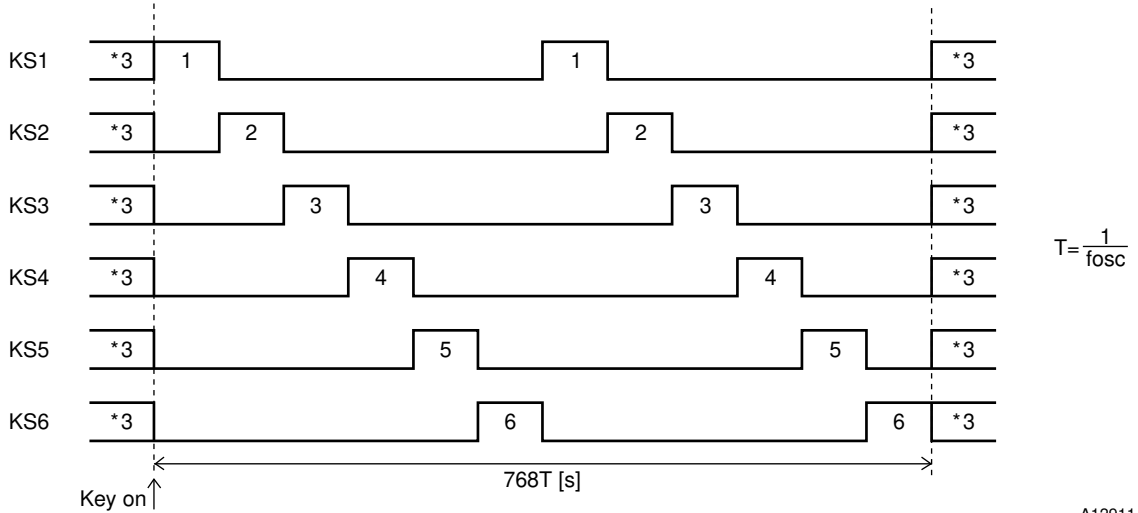 KS1 *3 1 1 *3
KS2 *3 2 2 *3
KS3 *3 3 3 *3
T=1/fosc
KS4 *3 4 4 *3
KS5 *3 5 5 *3
KS6 *3 6 6 *3
768T [s]
Key on